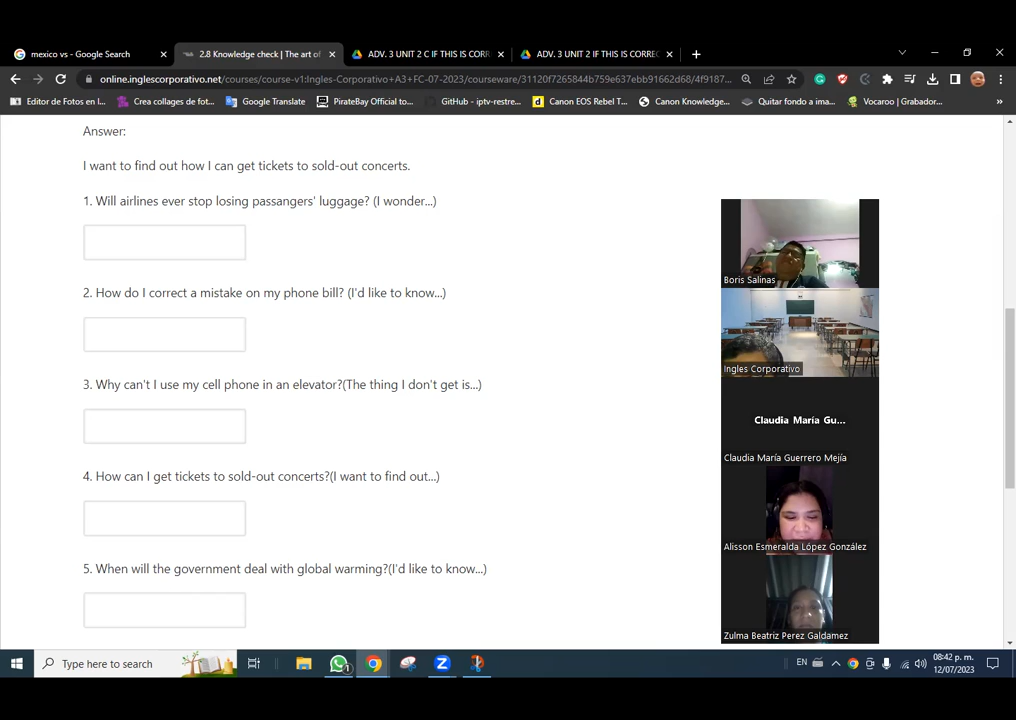 mexico vs - Google Search
2.8 Knowledge check | The art of
ADV. 3 UNIT 2 C IF THIS IS CORR
ADV. 3 UNIT 2 IF THIS IS CORREC
online.inglescorporativo.net/courses/course-v1:Ingles-Corporativo+A3+FC-07-2023/courseware/31120f7265844b759e637ebb91662d68/4f9187...
Editor de Fotos en l...
Crea collages de fot...
Google Translate
PirateBay Official to...
GitHub - iptv-restre...
Canon EOS Rebel T...
Canon Knowledge...
Quitar fondo a ima...
Vocaroo | Grabador...
Answer:
I want to find out how I can get tickets to sold-out concerts.
1. Will airlines ever stop losing passangers' luggage? (I wonder...)
2. How do I correct a mistake on my phone bill? (I'd like to know...)
3. Why can't I use my cell phone in an elevator?(The thing I don't get is...)
4. How can I get tickets to sold-out concerts?(I want to find out...)
5. When will the government deal with global warming?(I'd like to know...)
Boris Salinas
Ingles Corporativo
Claudia María Gu...
Claudia María Guerrero Mejía
Alisson Esmeralda López González
Zulma Beatriz Perez Galdamez
Type here to search
1
EN
08:42 p. m.
12/07/2023